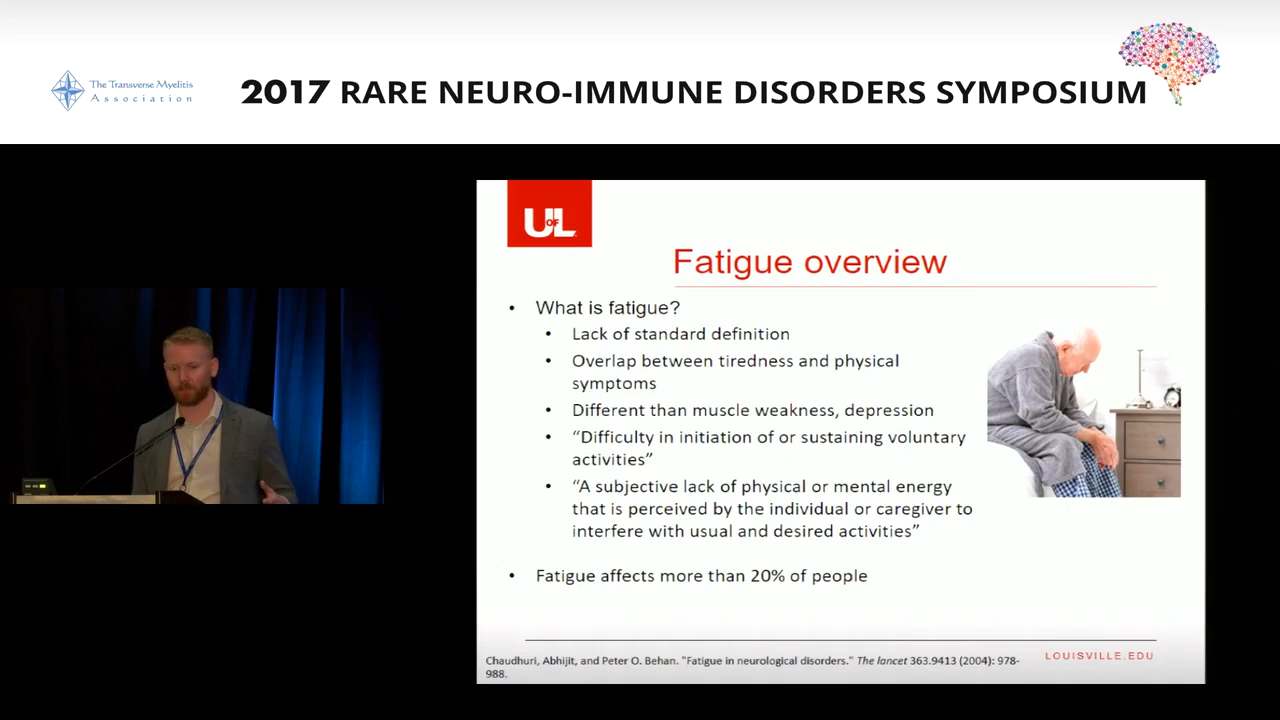 The Transverse Myelitis
Association
2017 RARE NEURO-IMMUNE DISORDERS SYMPOSIUM
UOFL
Fatigue overview
• What is fatigue?
• Lack of standard definition
• Overlap between tiredness and physical
symptoms
• Different than muscle weakness, depression
• “Difficulty in initiation of or sustaining voluntary
activities”
• “A subjective lack of physical or mental energy
that is perceived by the individual or caregiver to
interfere with usual and desired activities”
• Fatigue affects more than 20% of people
Chaudhuri, Abhijit, and Peter O. Behan. "Fatigue in neurological disorders." The lancet 363.9413 (2004): 978-
988.
LOUISVILLE.EDU